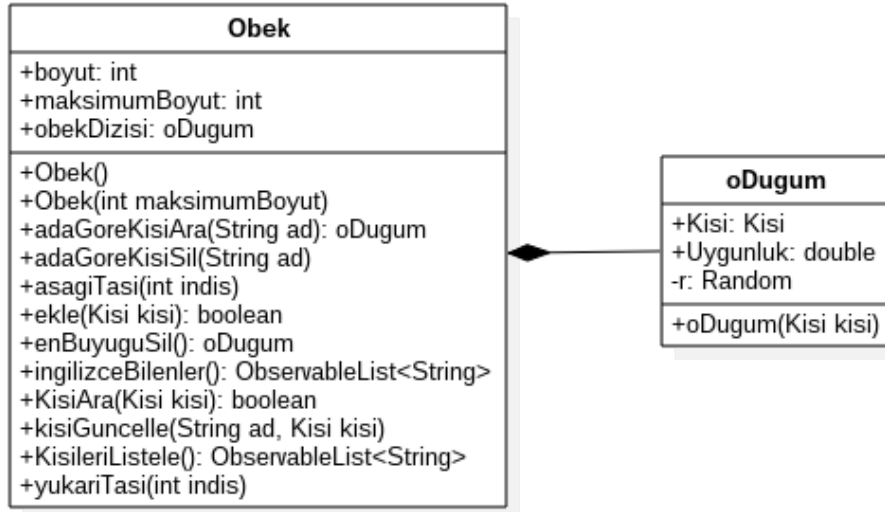 Obek
+boyut: int
+maksimumBoyut: int
+obekDizisi: oDugum
+Obek()
+Obek(int maksimumBoyut)
+adaGoreKisiAra(String ad): oDugum
+adaGoreKisiSil(String ad)
+asagiTasi(int indis)
+ekle(Kisi kisi): boolean
+enBuyuguSil(): oDugum
+ingilizceBilenler(): ObservableList<String>
+KisiAra(Kisi kisi): boolean
+kisiGuncelle(String ad, Kisi kisi)
+KisileriListele(): ObservableList<String>
+yukariTasi(int indis)
oDugum
+Kisi: Kisi
+Uygunluk: double
-r: Random
+oDugum(Kisi kisi)